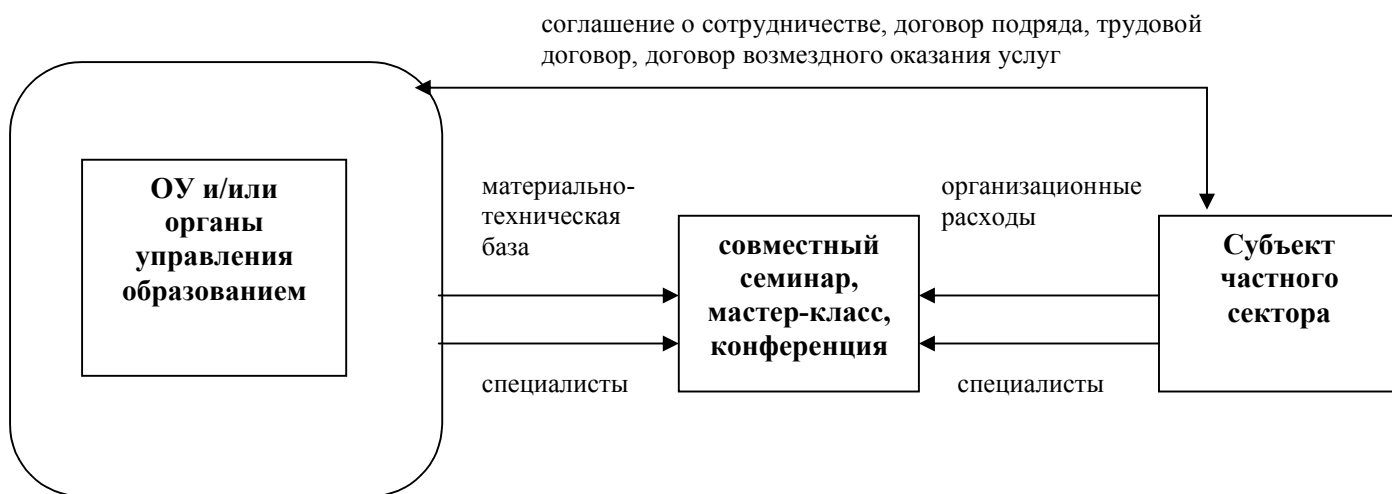 соглашение о сотрудничестве, договор подряда, трудовой
договор, договор возмездного оказания услуг
ОУ и/или
органы
управления
образованием
материально-
техническая
база
специалисты
совместный
семинар,
мастер-класс,
конференция
организационные
расходы
специалисты
Субъект
частного
сектора